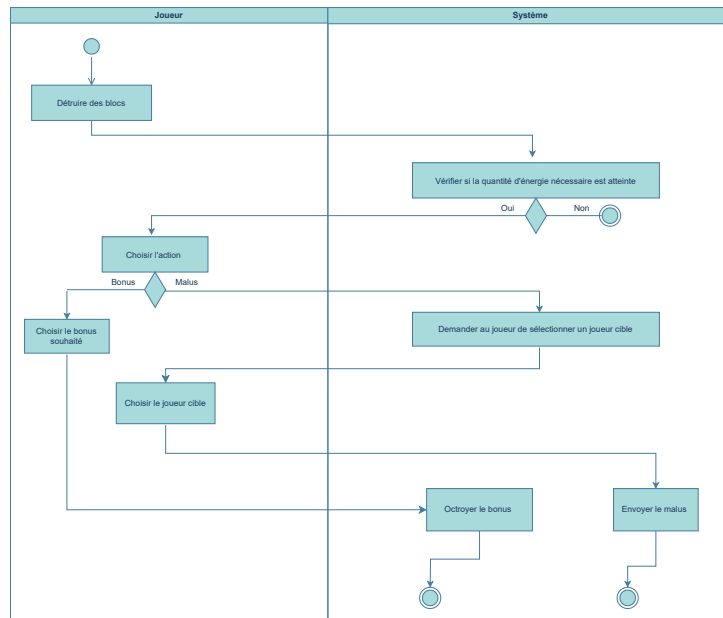 Joueur
Système
Détruire des blocs
Vérifier si la quantité d'énergie nécessaire est atteinte
Oui
Non
Choisir l'action
Bonus
Malus
Choisir le bonus
souhaité
Demander au joueur de sélectionner un joueur cible
Choisir le joueur cible
Octroyer le bonus
Envoyer le malus